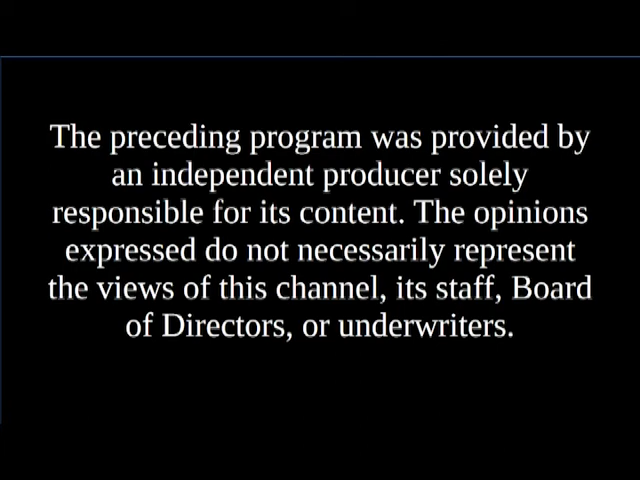 The preceding program was provided by
an independent producer solely
responsible for its content. The opinions
expressed do not necessarily represent
the views of this channel, its staff, Board
of Directors, or underwriters.